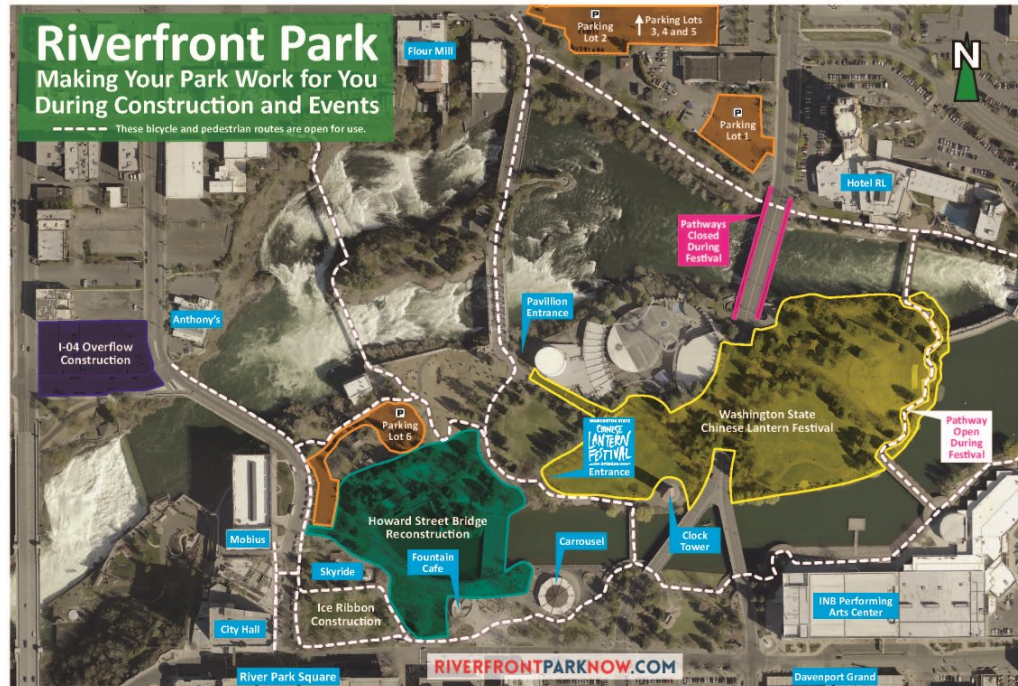 Riverfront Park
Making Your Park Work for You
During Construction and Events
These bicycle and pedestrian routes are open for use.
Flour Mill
P
Parking
Lot 2
Parking Lots
3, 4 and 5
N
P
Parking
Lot 1
Hotel RL
Pathways
Closed
During
Festival
Pavillion
Entrance
Anthony's
I-04 Overflow
Construction
P
Parking
Lot 6
Washington State
Chinese Lantern Festival
WASHINGTON STATE
CHINESE
LANTERN
FESTIVAL
Entrance
Pathway
Open
During
Festival
Howard Street Bridge
Reconstruction
Mobius
Clock
Tower
Carrousel
Fountain
Cafe
Skyride
Ice Ribbon
Construction
INB Performing
Arts Center
City Hall
RIVERFRONTPARKNOW.COM
River Park Square
Davenport Grand